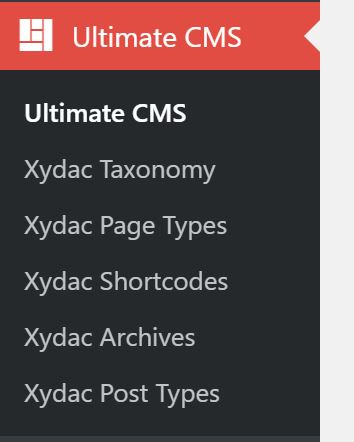 Ultimate CMS
Ultimate CMS
Xydac Taxonomy
Xydac Page Types
Xydac Shortcodes
Xydac Archives
Xydac Post Types